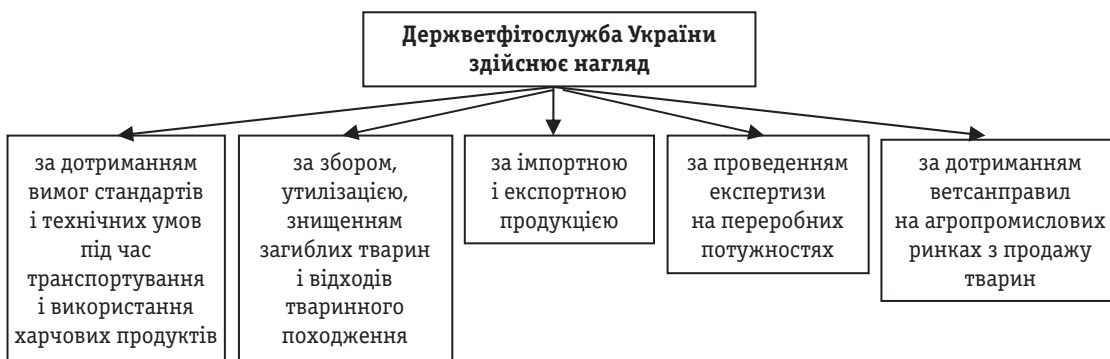 Держветфітослужба України
здійснює нагляд
за дотриманням
вимог стандартів
і технічних умов
під час
транспортування
і використання
харчових продуктів
за збором,
утилізацією,
знищенням
загиблих тварин
і відходів
тваринного
походження
за імпортною
і експортною
продукцією
за проведенням
експертизи
на переробних
потужностях
за дотриманням
ветсанправил
на агропромислових
ринках з продажу
тварин